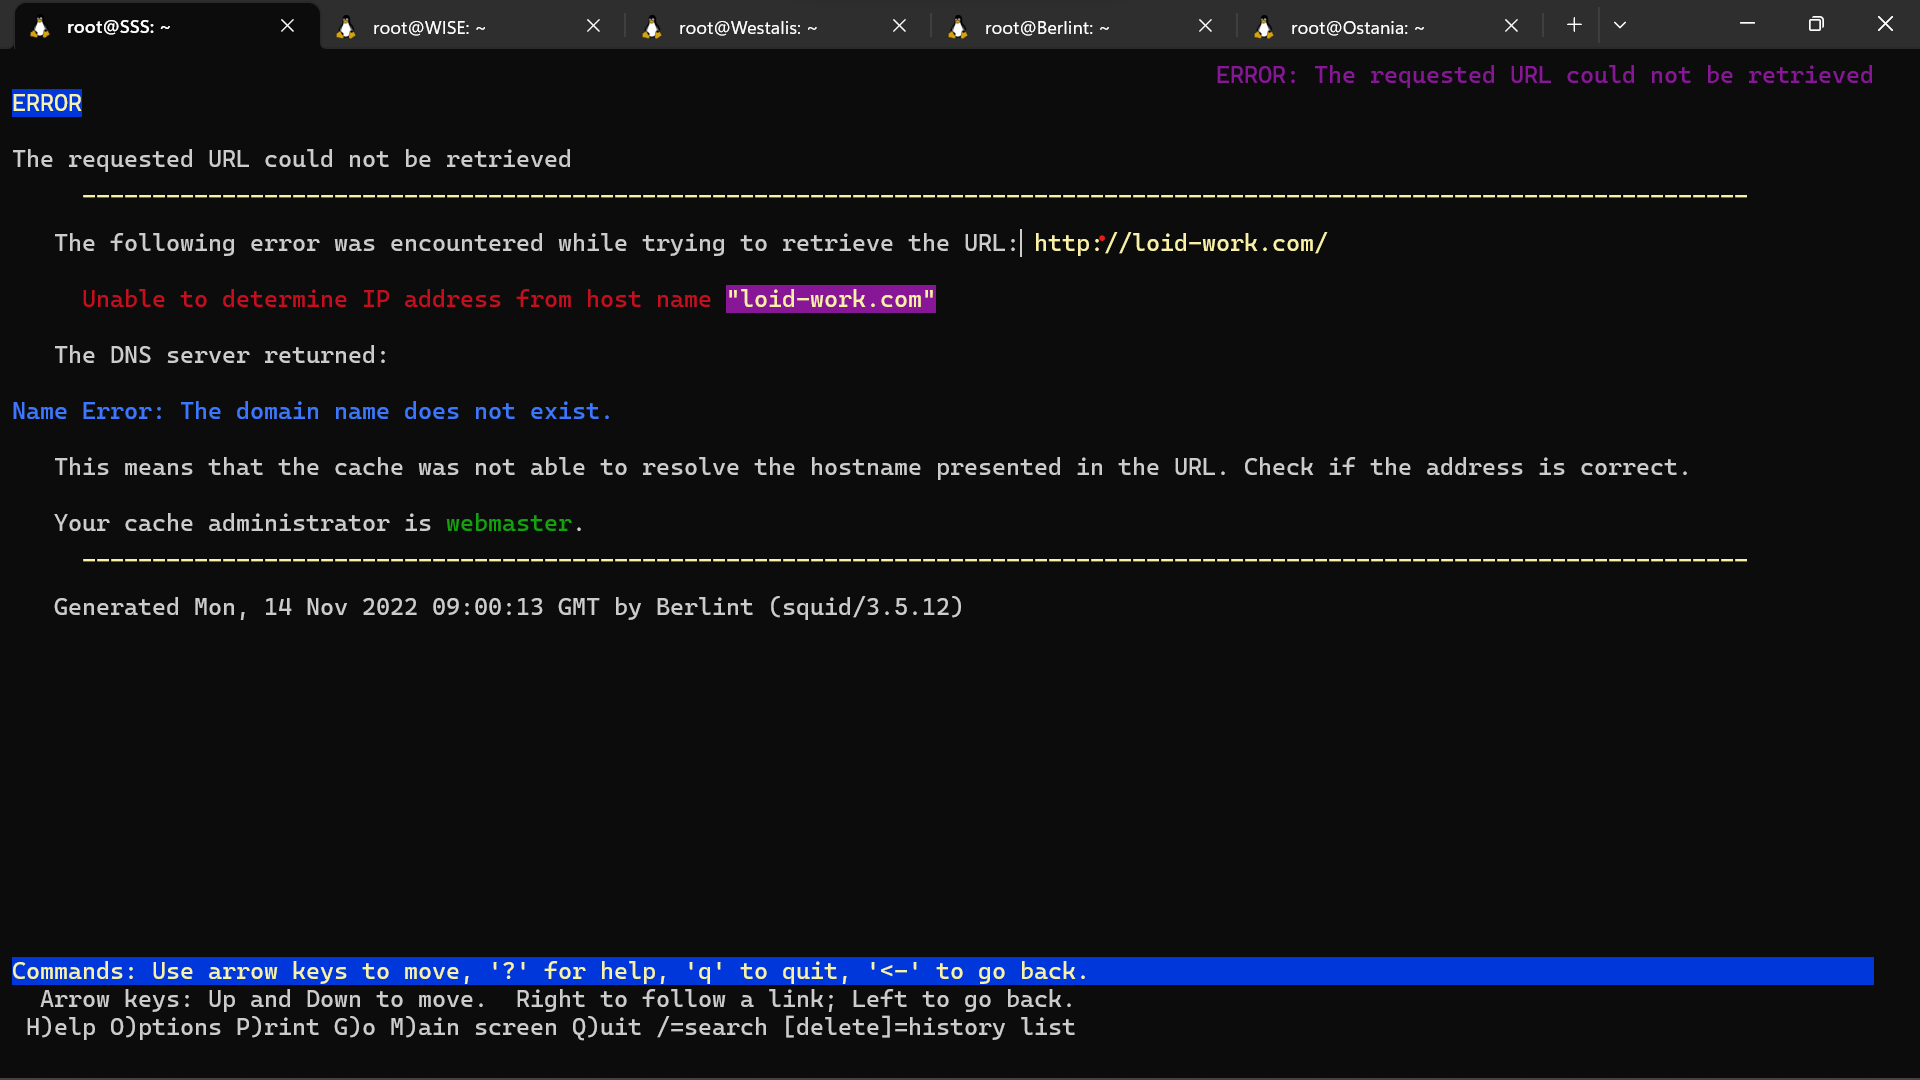 root@SSS: ~
root@WISE: ~
root@Westalis: ~
root@Berlint: ~
root@Ostania: ~
ERROR: The requested URL could not be retrieved
ERROR
The requested URL could not be retrieved
The following error was encountered while trying to retrieve the URL: http://loid-work.com/
Unable to determine IP address from host name "loid-work.com"
The DNS server returned:
Name Error: The domain name does not exist.
This means that the cache was not able to resolve the hostname presented in the URL. Check if the address is correct.
Your cache administrator is webmaster.
Generated Mon, 14 Nov 2022 09:00:13 GMT by Berlint (squid/3.5.12)
Commands: Use arrow keys to move, '?' for help, 'q' to quit, '<-' to go back.
Arrow keys: Up and Down to move.  Right to follow a link; Left to go back.
H)elp O)ptions P)rint G)o M)ain screen Q)uit /=search [delete]=history list